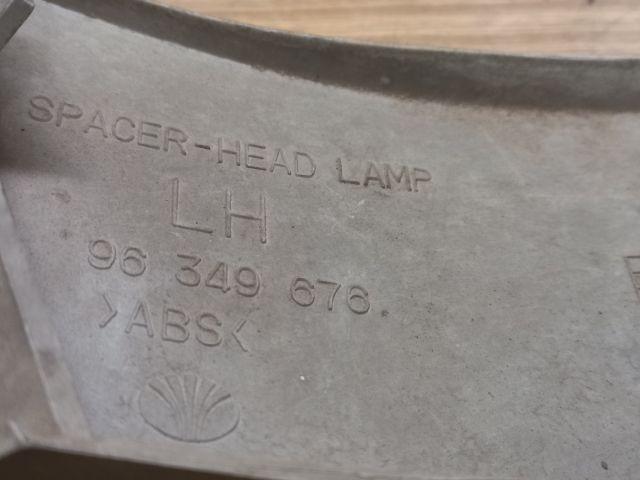 SPACER-HEAD LAMP
LH
96 349 676
>ABS<